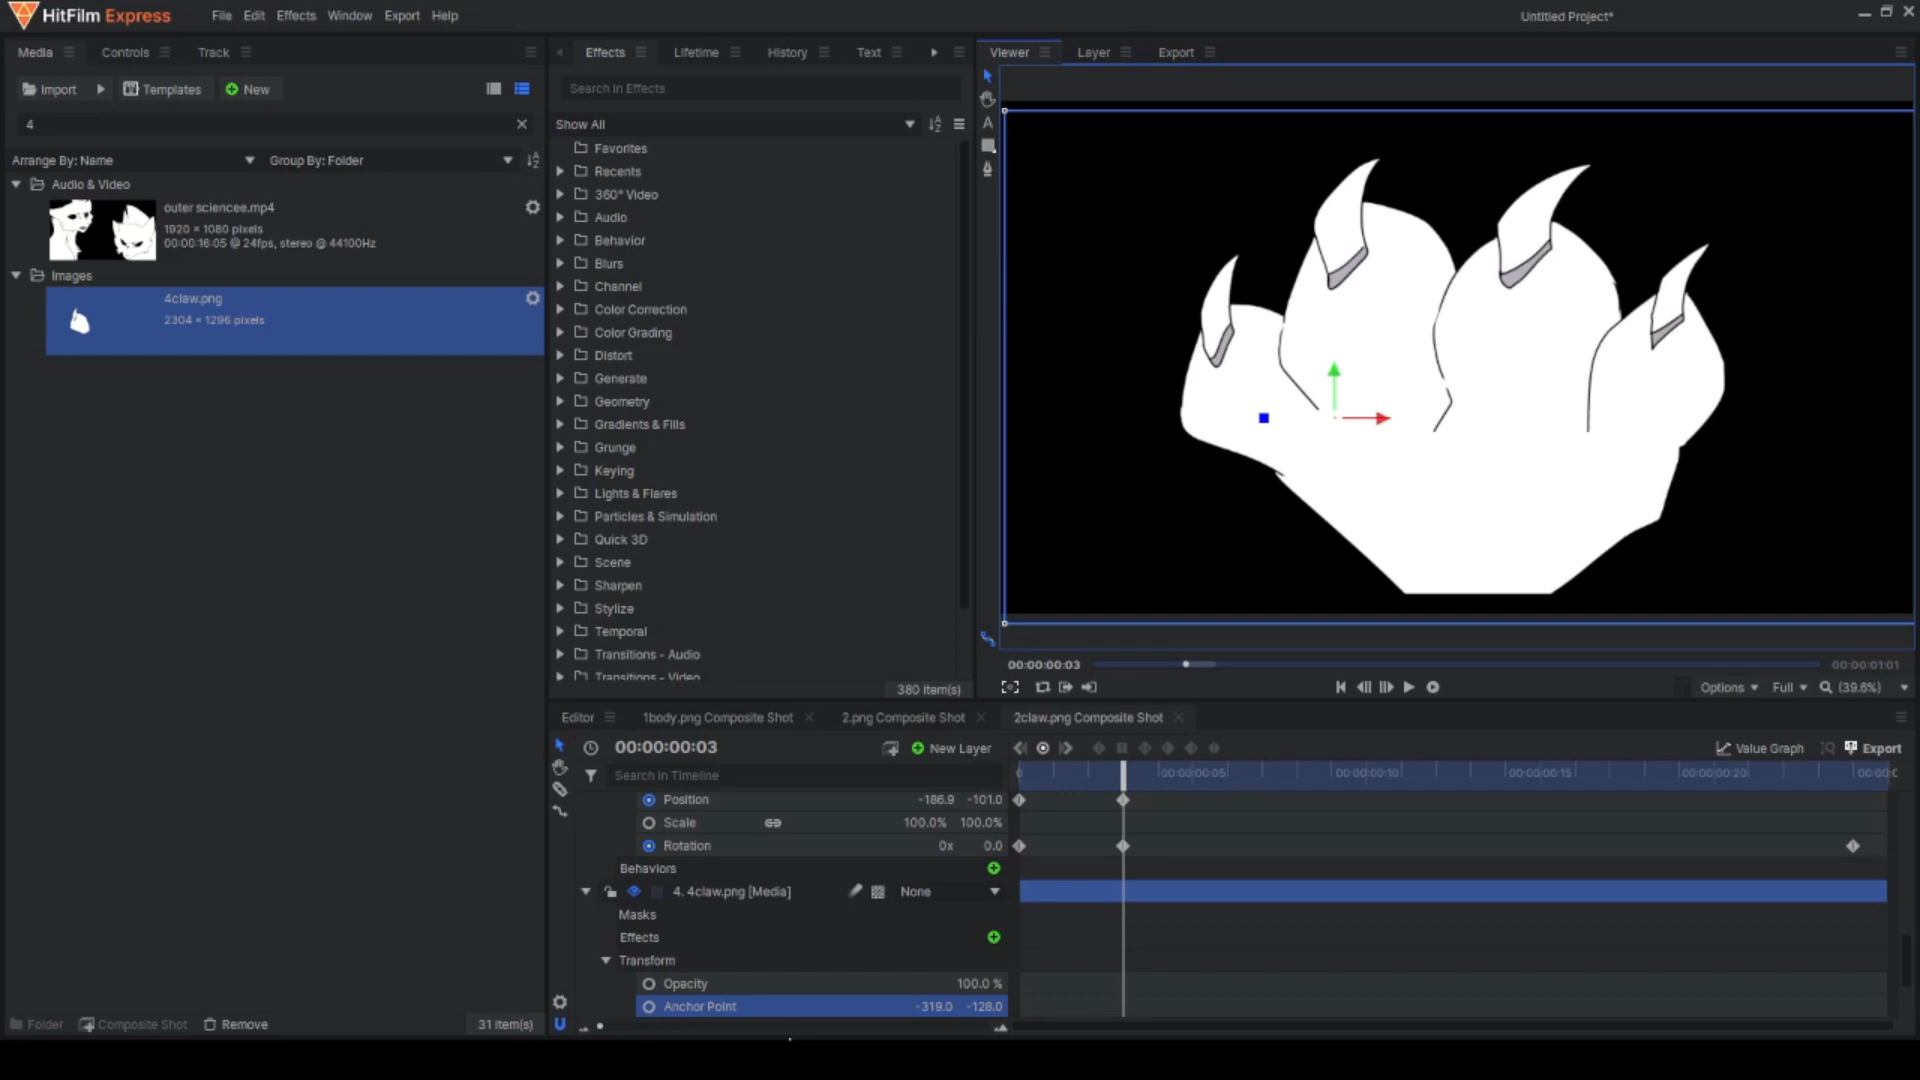 HitFilm Express
File Edit Effects Window Export Help
Untitled Project*
Media Controls Track
Effects Lifetime History Text
Viewer Layer Export
Import Templates New
Search in Effects
4
Show All
Arrange By: Name Group By: Folder
Audio & Video
outer sciencee.mp4
1920 × 1080 pixels
00:00:16:05 @ 24fps, stereo @ 44100Hz
Images
4claw.png
2304 × 1296 pixels
Favorites
Recents
360° Video
Audio
Behavior
Blurs
Channel
Color Correction
Color Grading
Distort
Generate
Geometry
Gradients & Fills
Grunge
Keying
Lights & Flares
Particles & Simulation
Quick 3D
Scene
Sharpen
Stylize
Temporal
Transitions - Audio
Transitions - Video
380 Item(s)
00:00:00:03
00:00:01:01
Options Full (39.6%)
Editor 1body.png Composite Shot 2.png Composite Shot 2claw.png Composite Shot
00:00:00:03 New Layer Value Graph Export
Search in Timeline
0 00:00:00:05 00:00:00:10 00:00:00:15 00:00:00:20
Position -186.9 -101.0
Scale 100.0% 100.0%
Rotation 0x 0.0
Behaviors
4. 4claw.png [Media] None
Masks
Effects
Transform
Opacity 100.0 %
Anchor Point -319.0 -128.0
Folder Composite Shot Remove 31 Item(s)